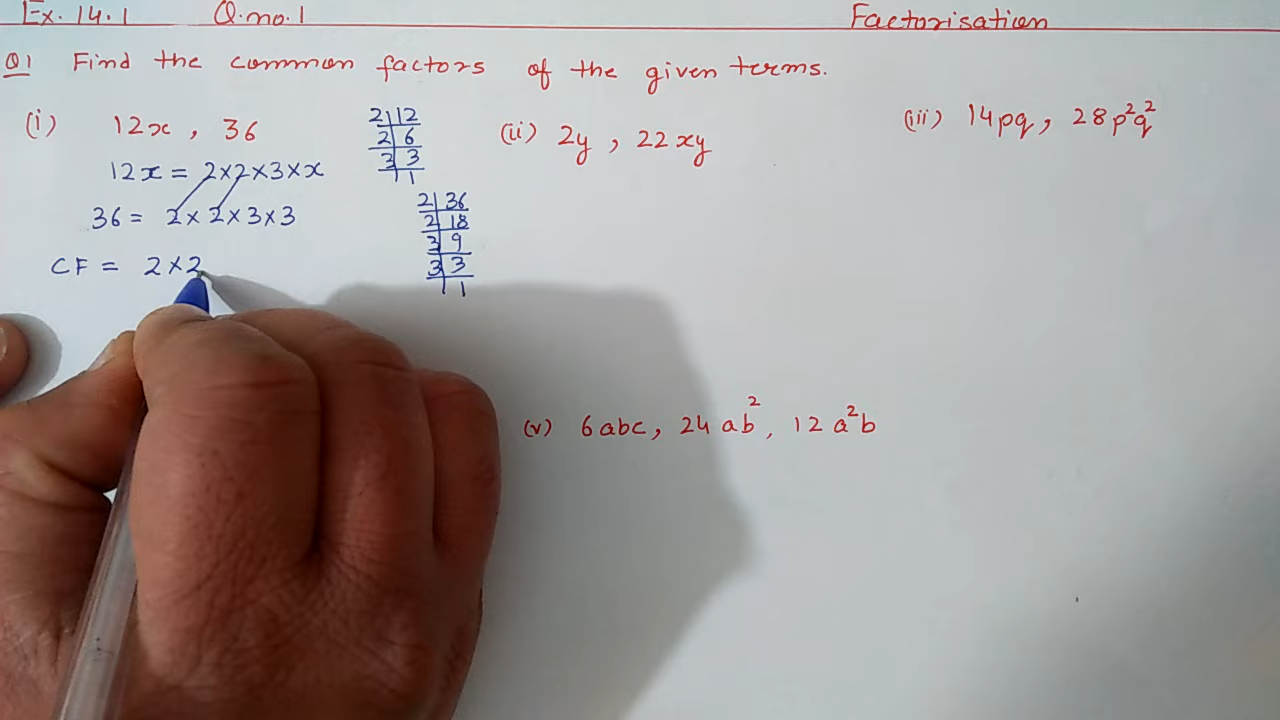 Ex. 14.1 Q.no.1 Factorisation
Q1 Find the common factors of the given terms.
(i) 12x, 36
12x = 2×2×3×x
36 = 2×2×3×3
CF = 2×2
2 12
2 6
3 3
1
2 36
2 18
3 9
3 3
1
(ii) 2y, 22xy
(iii) 14pq, 28p²q²
(v) 6abc, 24ab², 12a²b